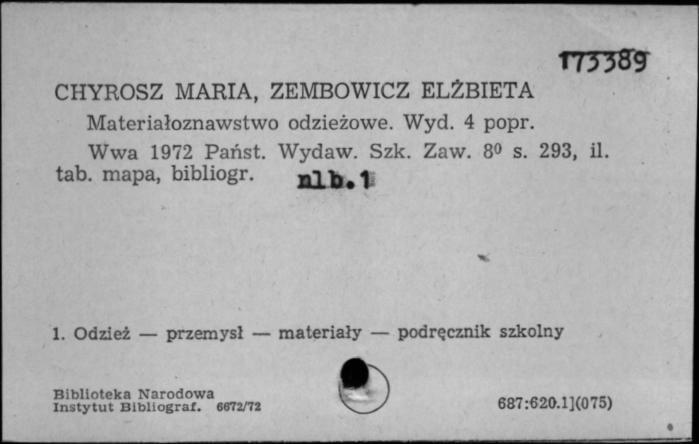 173389
CHYROSZ MARIA, ZEMBOWICZ ELŻBIETA
Materiałoznawstwo odzieżowe. Wyd. 4 popr.
Wwa 1972 Państ. Wydaw. Szk. Zaw. 8⁰ s. 293, il.
tab. mapa, bibliogr. nlb. 1
1. Odzież — przemysł — materiały — podręcznik szkolny
Biblioteka Narodowa
Instytut Bibliograf. 6672/72
687:620.1](075)